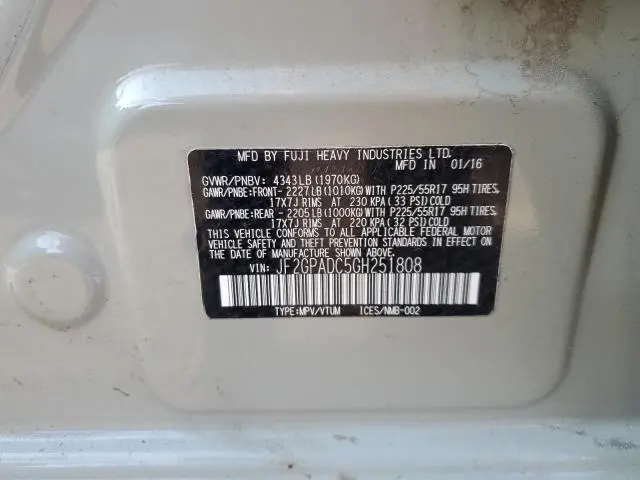 MFD BY FUJI HEAVY INDUSTRIES LTD.
MFD IN 01/16
GVWR/PNBV: 4343LB (1970KG)
GAWR/PNBE:FRONT- 2227LB (1010KG) WITH P225/55R17 95H TIRES,
17X7J RIMS AT 230 KPA (33 PSI) COLD
GAWR/PNBE:REAR - 2205LB (1000KG) WITH P225/55R17 95H TIRES,
17X7J RIMS AT 220 KPA (32 PSI) COLD
THIS VEHICLE CONFORMS TO ALL APPLICABLE FEDERAL MOTOR
VEHICLE SAFETY AND THEFT PREVENTION STANDARDS IN EFFECT ON
THE DATE OF MANUFACTURE SHOWN ABOVE.
VIN: JF2GPADC5GH251808
TYPE:MPV/VTUM ICES/NMB-002